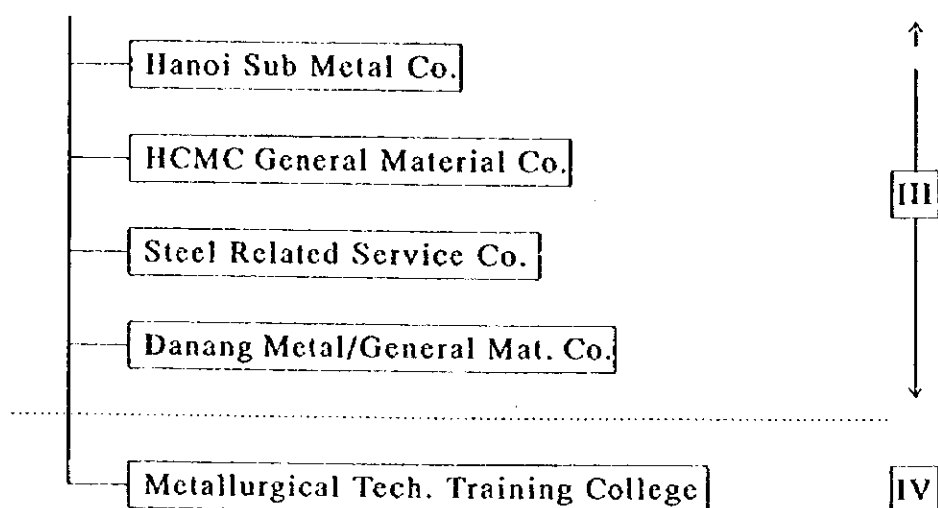 Hanoi Sub Metal Co.
HCMC General Material Co.
III
Steel Related Service Co.
Danang Metal/General Mat. Co.
Metallurgical Tech. Training College
IV